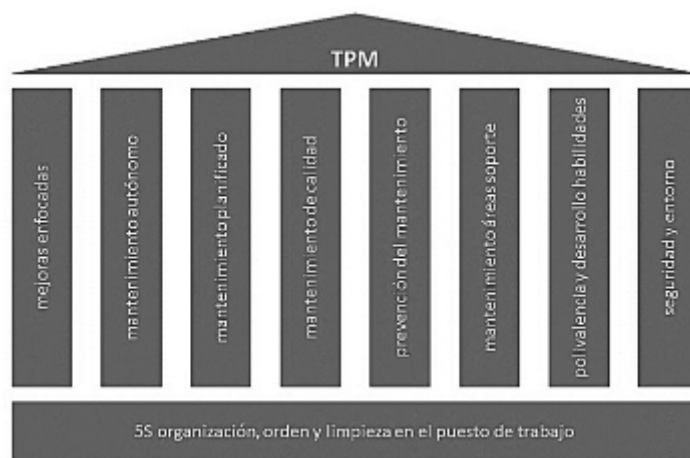 TPM
mejoras enfocadas
mantenimiento autónomo
mantenimiento planificado
mantenimiento de calidad
prevención del mantenimiento
mantenimiento áreas soporte
polivalencia y desarrollo habilidades
seguridad y entorno
5S organización, orden y limpieza en el puesto de trabajo